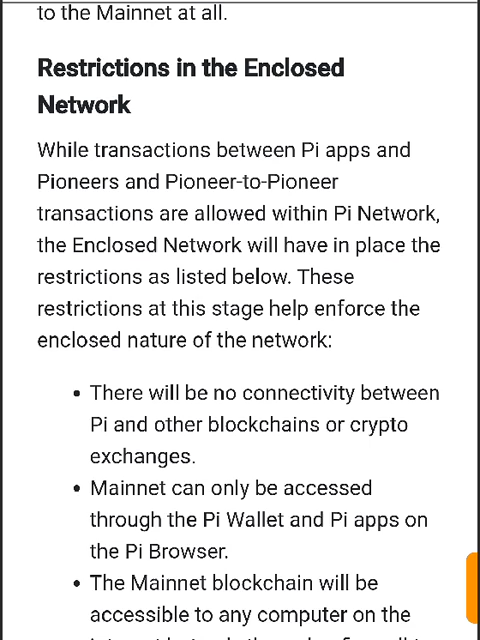 to the Mainnet at all.
Restrictions in the Enclosed
Network
While transactions between Pi apps and
Pioneers and Pioneer-to-Pioneer
transactions are allowed within Pi Network,
the Enclosed Network will have in place the
restrictions as listed below. These
restrictions at this stage help enforce the
enclosed nature of the network:
• There will be no connectivity between
Pi and other blockchains or crypto
exchanges.
• Mainnet can only be accessed
through the Pi Wallet and Pi apps on
the Pi Browser.
• The Mainnet blockchain will be
accessible to any computer on the